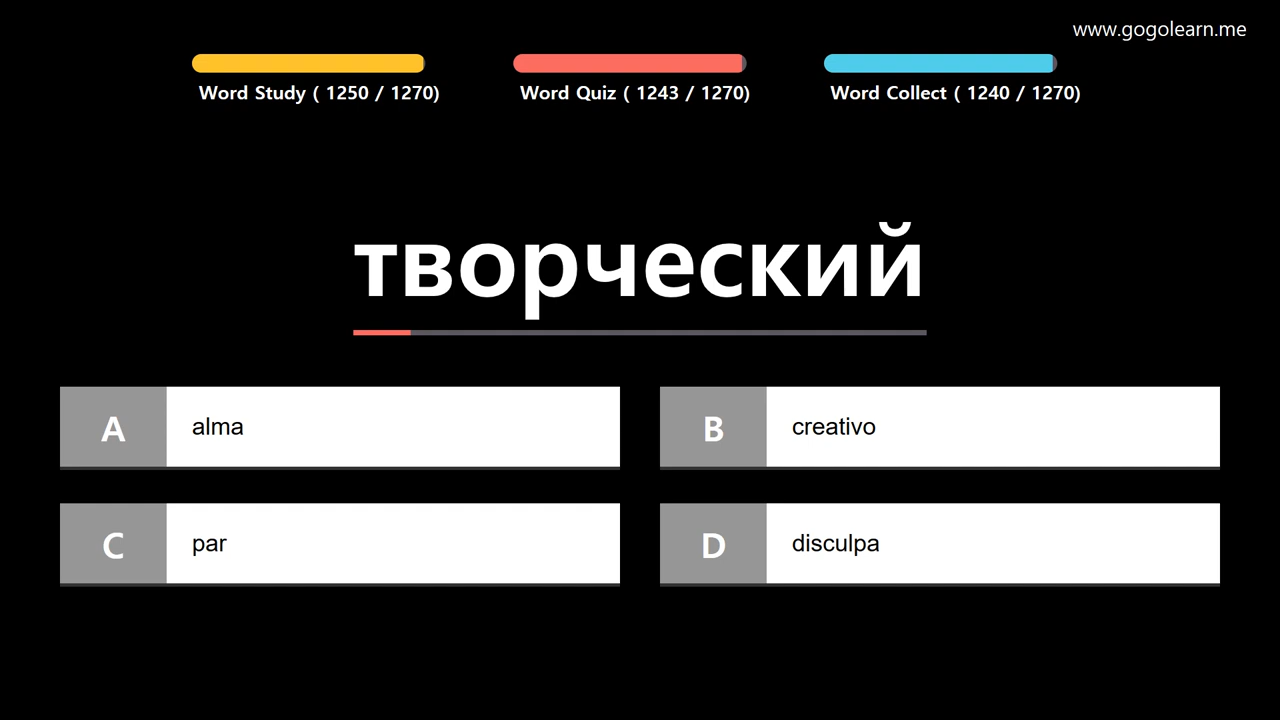 www.gogolearn.me
Word Study ( 1250 / 1270)
Word Quiz ( 1243 / 1270)
Word Collect ( 1240 / 1270)
творческий
A alma
B creativo
C par
D disculpa